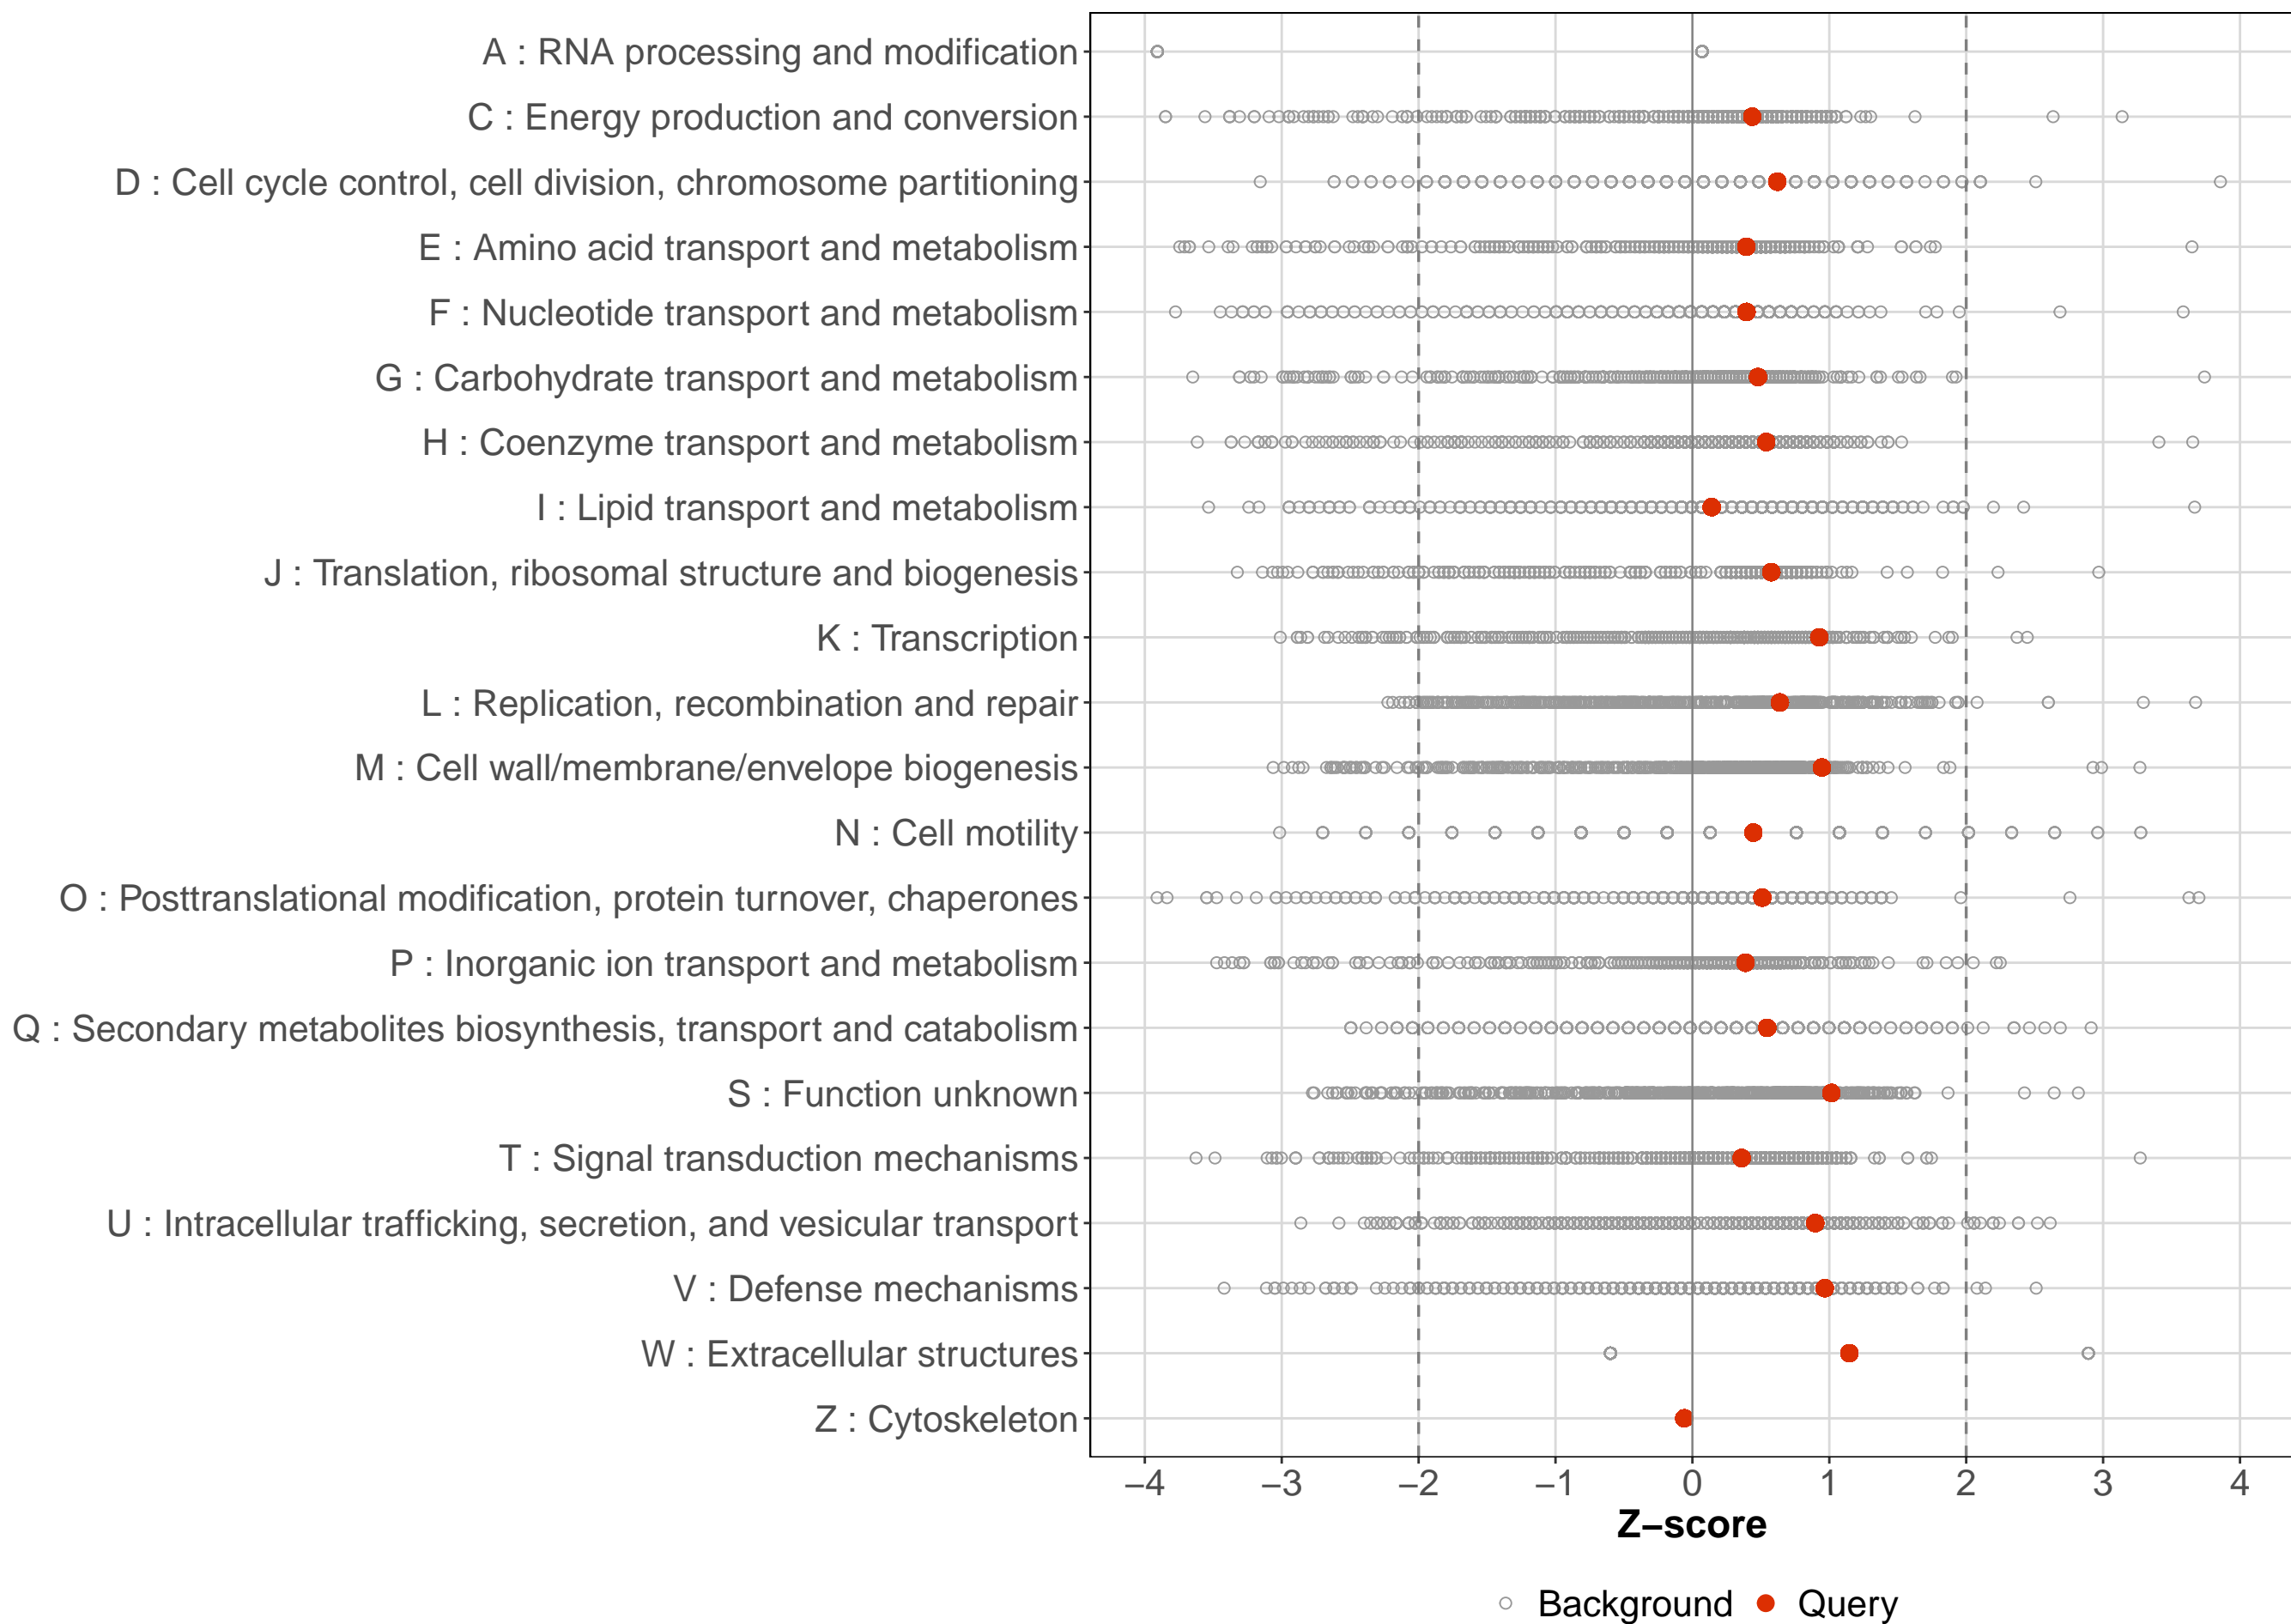 A : RNA processing and modification
C : Energy production and conversion
D : Cell cycle control, cell division, chromosome partitioning
E : Amino acid transport and metabolism
F : Nucleotide transport and metabolism
G : Carbohydrate transport and metabolism
H : Coenzyme transport and metabolism
I : Lipid transport and metabolism
J : Translation, ribosomal structure and biogenesis
K : Transcription
L : Replication, recombination and repair
M : Cell wall/membrane/envelope biogenesis
N : Cell motility
O : Posttranslational modification, protein turnover, chaperones
P : Inorganic ion transport and metabolism
Q : Secondary metabolites biosynthesis, transport and catabolism
S : Function unknown
T : Signal transduction mechanisms
U : Intracellular trafficking, secretion, and vesicular transport
V : Defense mechanisms
W : Extracellular structures
Z : Cytoskeleton
−4 −3 −2 −1 0 1 2 3 4
Z−score
Background Query